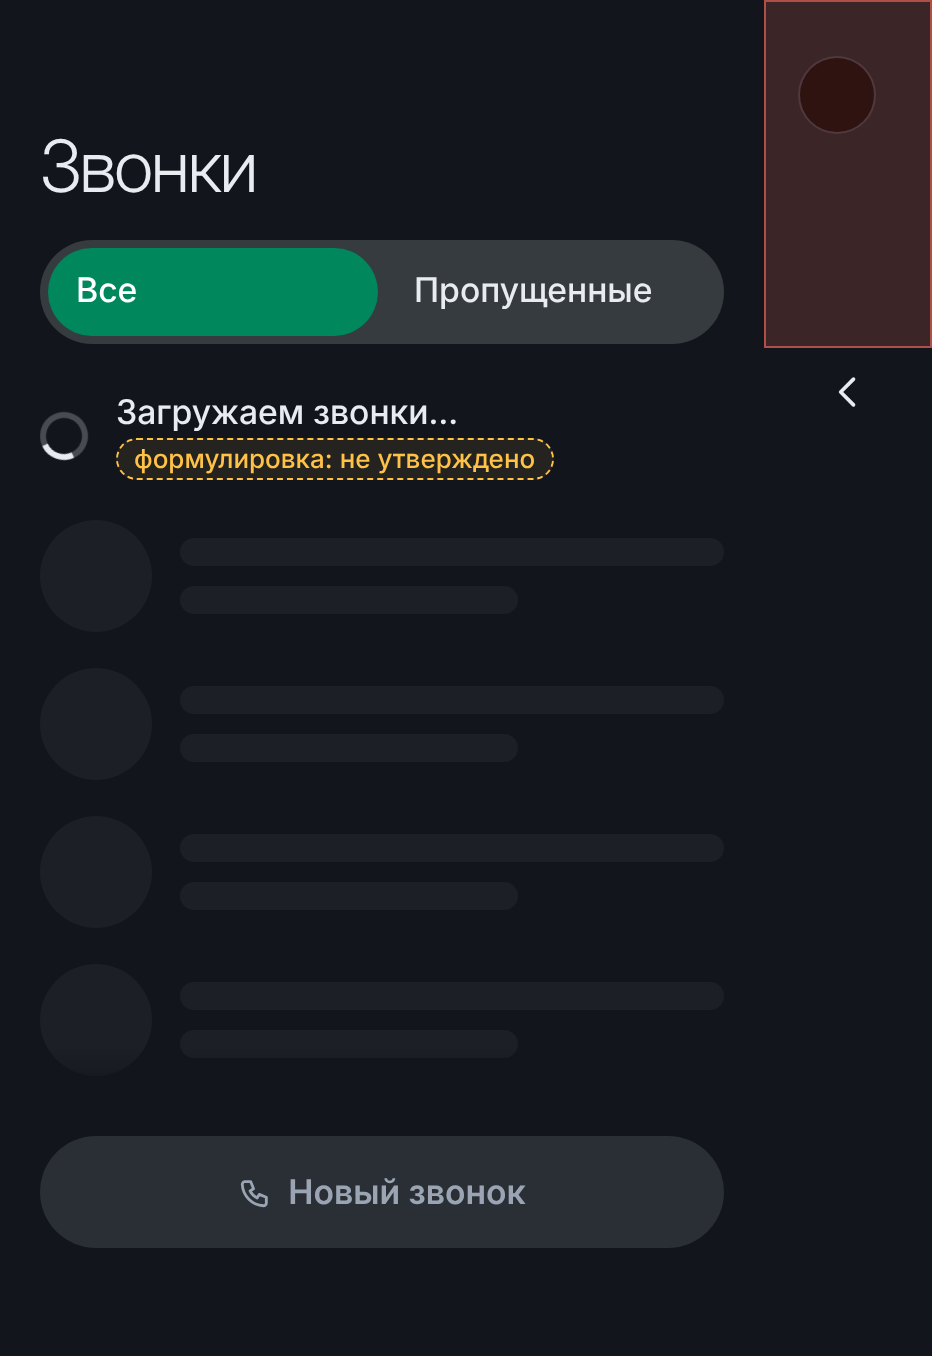 Звонки
Все
Пропущенные
Загружаем звонки...
формулировка: не утверждено
Новый звонок